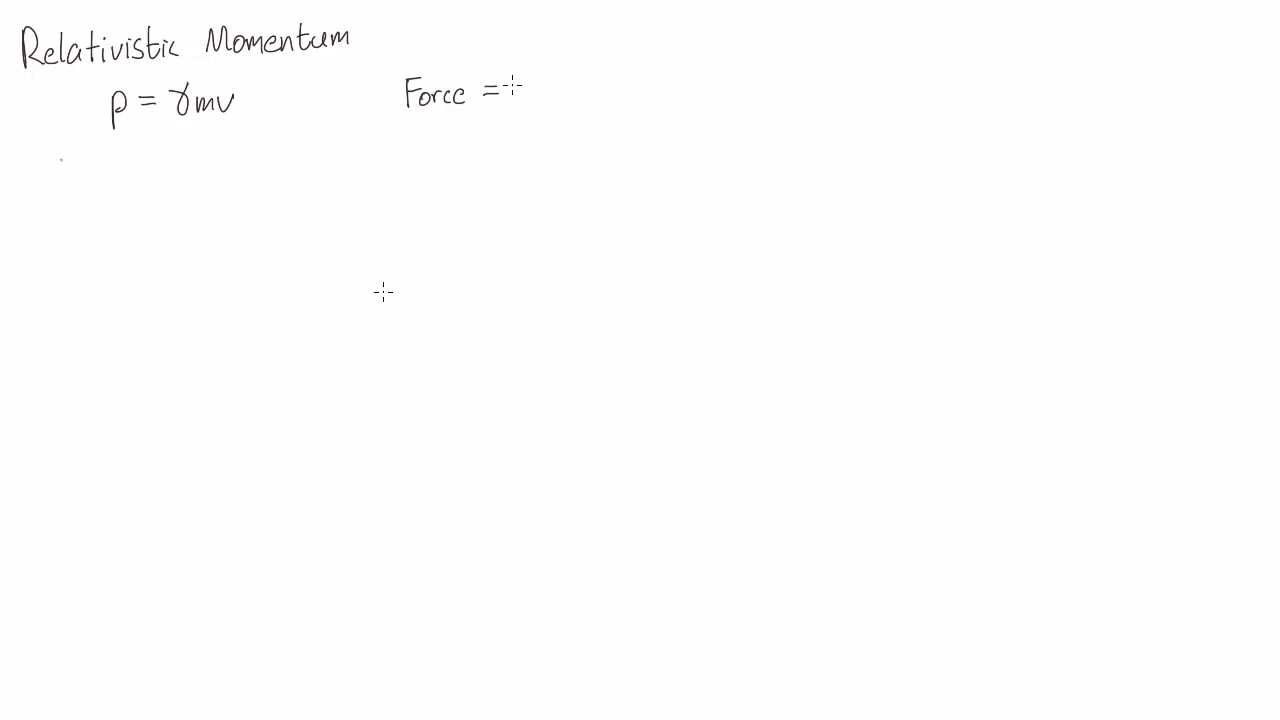 Relativistic Momentum
p = γmv
Force =